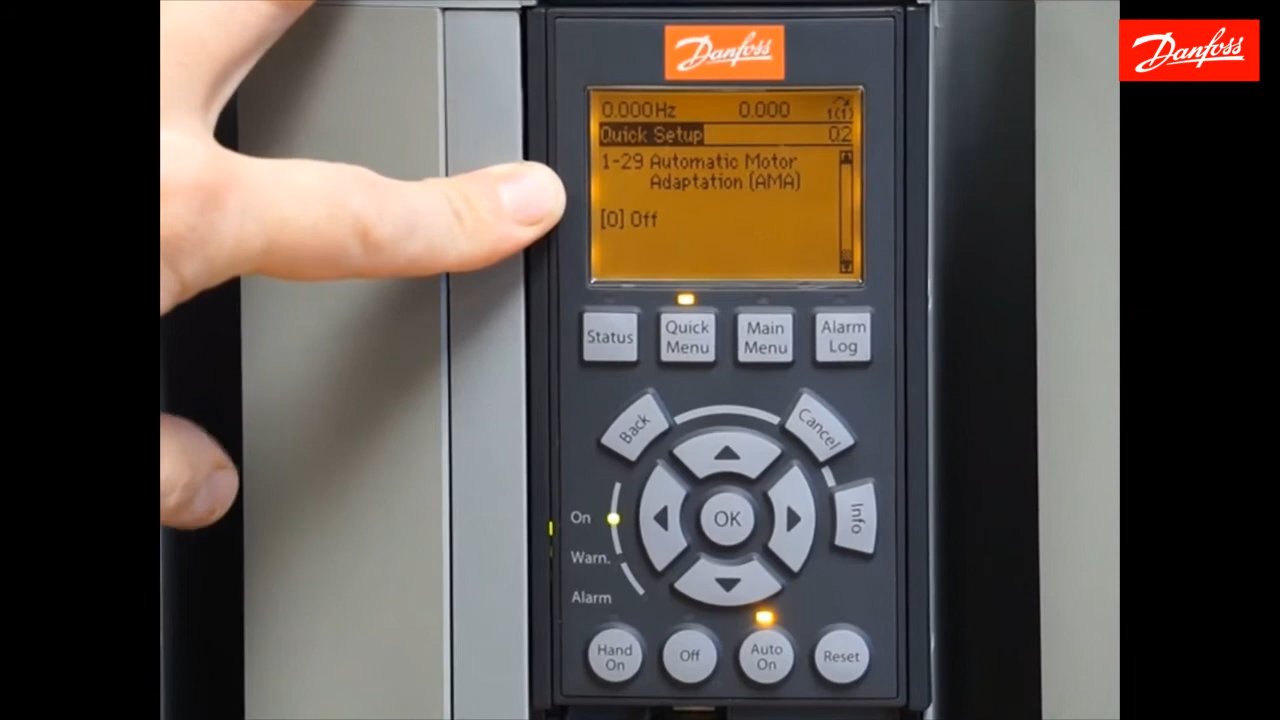 Danfoss
Danfoss
0.000Hz 0.000 1(1)
Quick Setup Q2
1-29 Automatic Motor
Adaptation (AMA)
[0] Off
Status
Quick
Menu
Main
Menu
Alarm
Log
Back
Cancel
OK
Info
On
Warn.
Alarm
Hand
On
Off
Auto
On
Reset